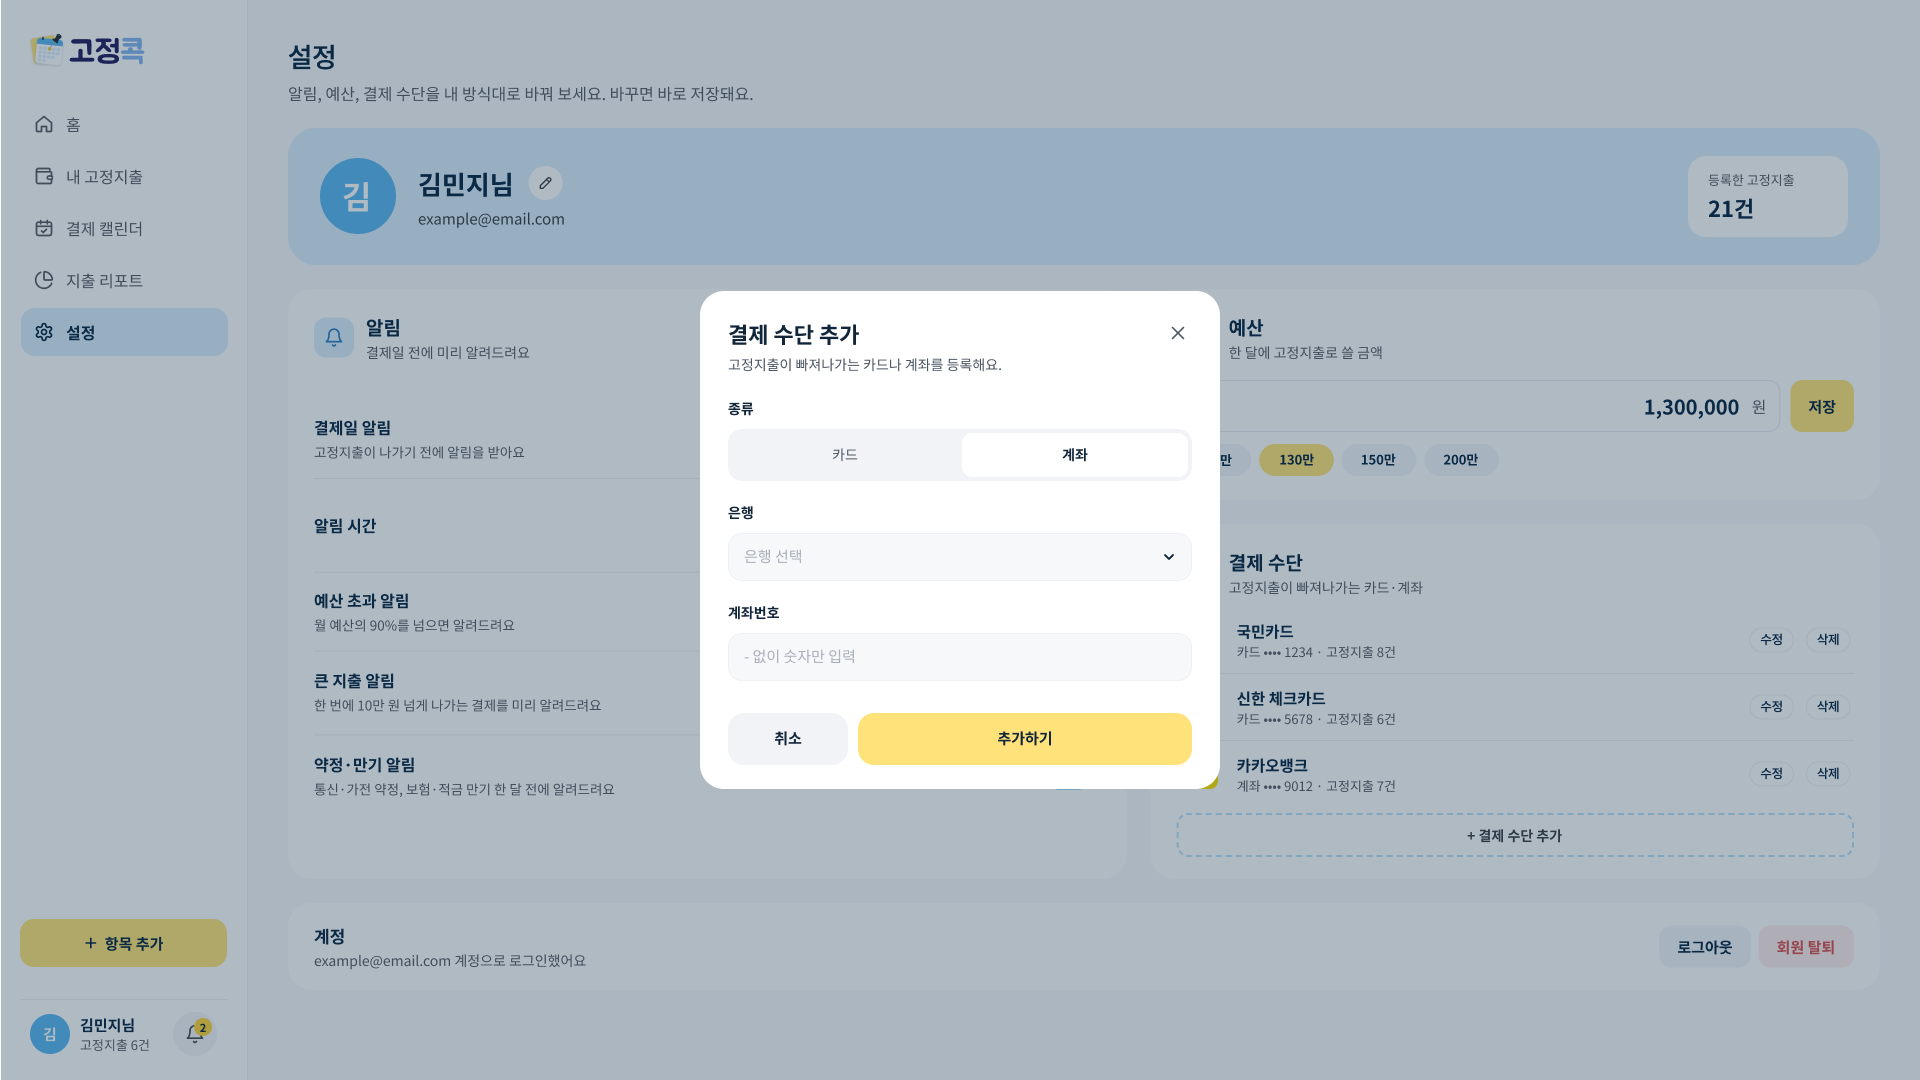 고정콕
홈
내 고정지출
결제 캘린더
지출 리포트
설정
+ 항목 추가
김
김민지님
고정지출 6건
2
설정
알림, 예산, 결제 수단을 내 방식대로 바꿔 보세요. 바꾸면 바로 저장돼요.
김
김민지님
example@email.com
등록한 고정지출
21건
알림
결제일 전에 미리 알려드려요
결제일 알림
고정지출이 나가기 전에 알림을 받아요
알림 시간
예산 초과 알림
월 예산의 90%를 넘으면 알려드려요
큰 지출 알림
한 번에 10만 원 넘게 나가는 결제를 미리 알려드려요
약정·만기 알림
통신·가전 약정, 보험·적금 만기 한 달 전에 알려드려요
결제 수단 추가
고정지출이 빠져나가는 카드나 계좌를 등록해요.
종류
카드
계좌
은행
은행 선택
계좌번호
- 없이 숫자만 입력
취소
추가하기
예산
한 달에 고정지출로 쓸 금액
1,300,000 원
저장
만
130만
150만
200만
결제 수단
고정지출이 빠져나가는 카드·계좌
국민카드
카드 •••• 1234 · 고정지출 8건
수정
삭제
신한 체크카드
카드 •••• 5678 · 고정지출 6건
수정
삭제
카카오뱅크
계좌 •••• 9012 · 고정지출 7건
수정
삭제
+ 결제 수단 추가
계정
example@email.com 계정으로 로그인했어요
로그아웃
회원 탈퇴